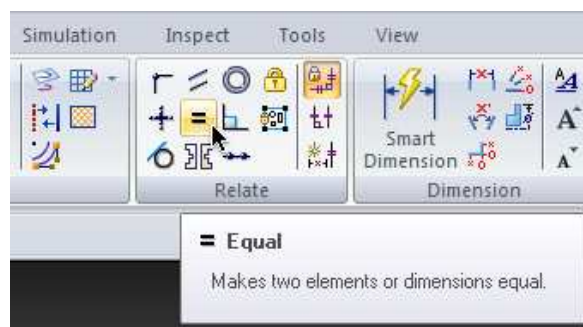 Simulation Inspect Tools View
Smart
Dimension
A
A
A
Relate Dimension
= Equal
Makes two elements or dimensions equal.